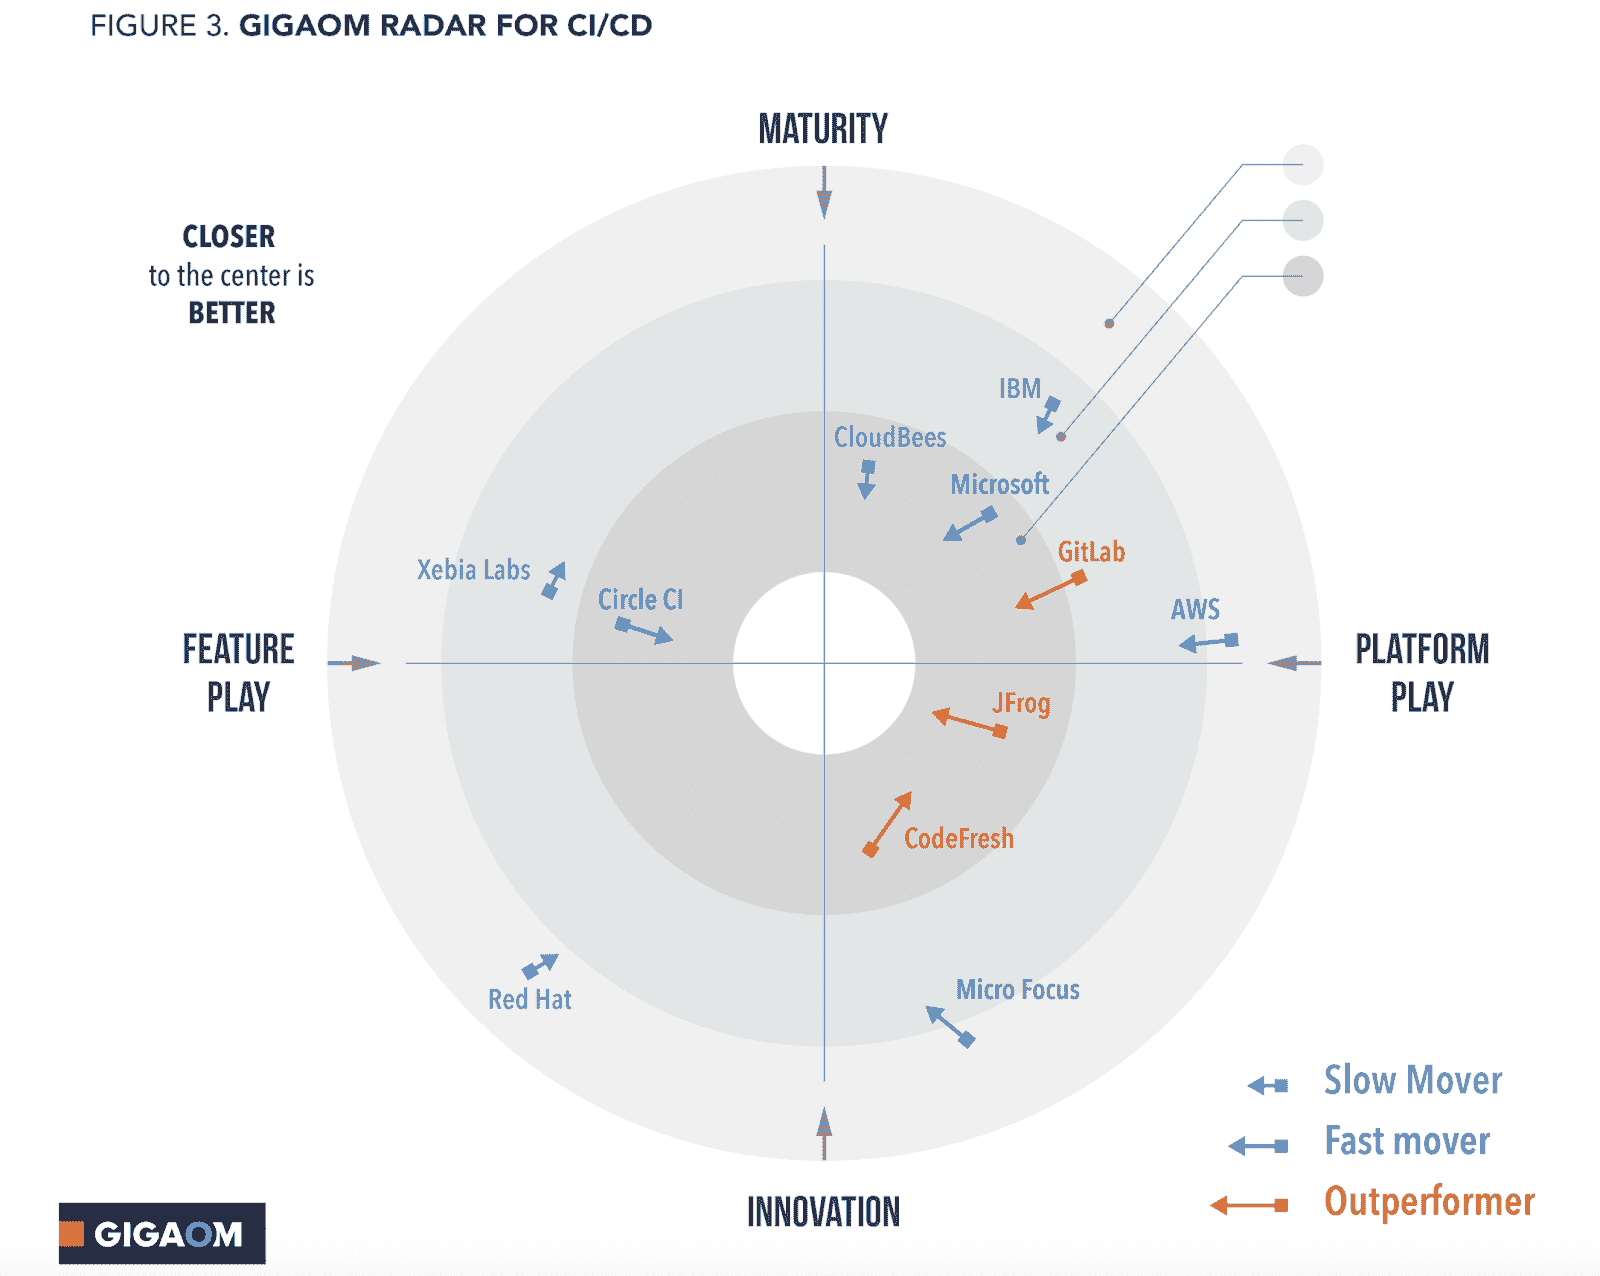 FIGURE 3. GIGAOM RADAR FOR CI/CD
MATURITY
CLOSER
to the center is
BETTER
IBM
CloudBees
Microsoft
GitLab
Xebia Labs
Circle CI
AWS
FEATURE
PLAY
PLATFORM
PLAY
JFrog
CodeFresh
Red Hat
Micro Focus
Slow Mover
Fast mover
Outperformer
INNOVATION
GIGAOM